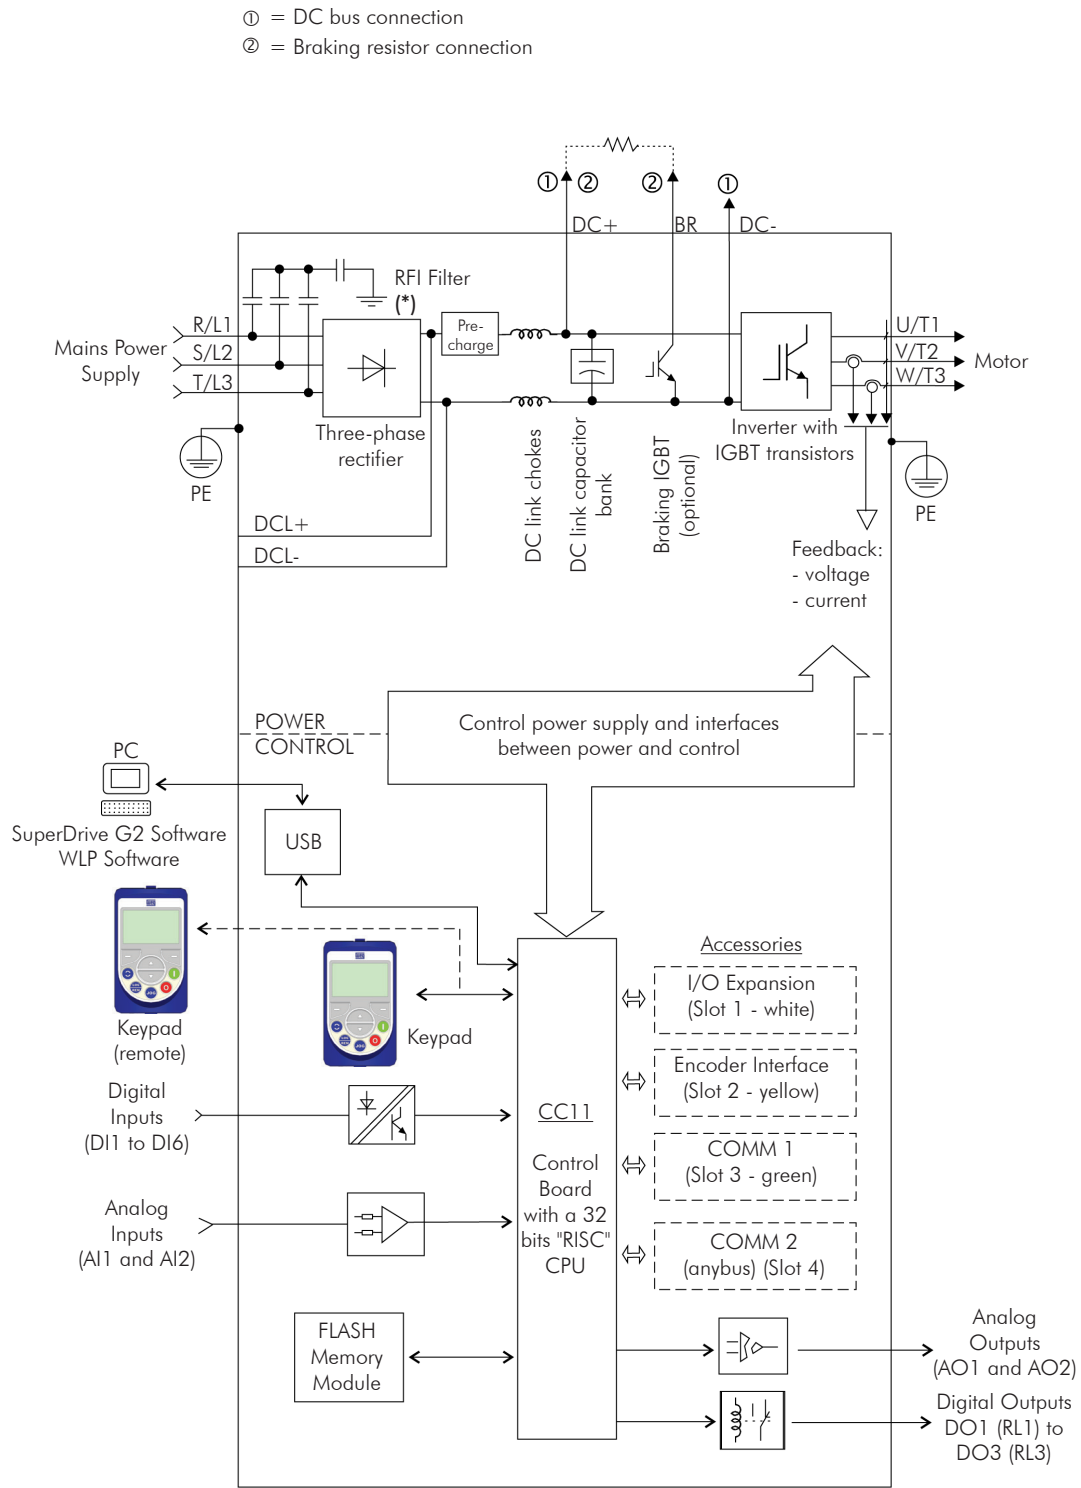 ① = DC bus connection
② = Braking resistor connection
① ② ② ①
DC+ BR DC-
RFI Filter
(*)
R/L1
S/L2
T/L3
Mains Power
Supply
Pre-
charge
U/T1
V/T2
W/T3
Motor
Three-phase
rectifier
DC link chokes
DC link capacitor
bank
Braking IGBT
(optional)
Inverter with
IGBT transistors
PE
PE
DCL+
DCL-
Feedback:
- voltage
- current
POWER
CONTROL
Control power supply and interfaces
between power and control
PC
SuperDrive G2 Software
WLP Software
USB
Keypad
(remote)
Keypad
Accessories
I/O Expansion
(Slot 1 - white)
Encoder Interface
(Slot 2 - yellow)
COMM 1
(Slot 3 - green)
COMM 2
(anybus) (Slot 4)
Digital
Inputs
(DI1 to DI6)
CC11
Control
Board
with a 32
bits "RISC"
CPU
Analog
Inputs
(AI1 and AI2)
FLASH
Memory
Module
Analog
Outputs
(AO1 and AO2)
Digital Outputs
DO1 (RL1) to
DO3 (RL3)